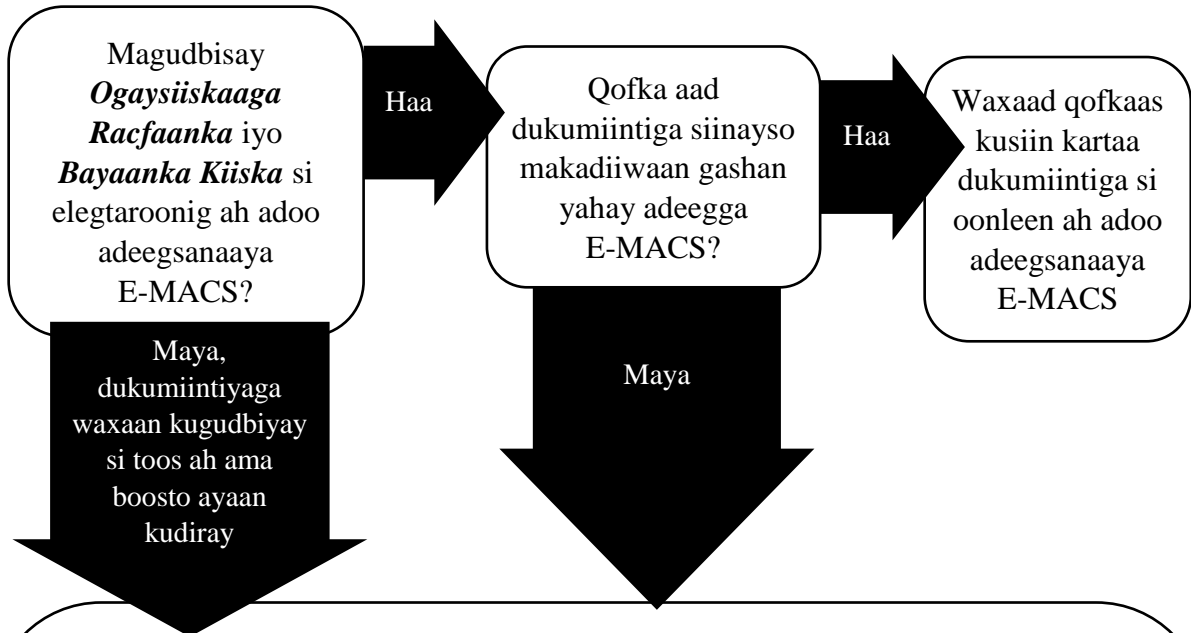 Magudbisay
Ogaysiiskaaga
Racfaanka iyo
Bayaanka Kiiska si
elegtaroonig ah adoo
adeegsanaaya
E-MACS?
Haa
Qofka aad
dukumiintiga siinayso
makadiiwaan gashan
yahay adeegga
E-MACS?
Haa
Waxaad qofkaas
kusiin kartaa
dukumiintiga si
oonleen ah adoo
adeegsanaaya
E-MACS
Maya,
dukumiintiyaga
waxaan kugudbiyay
si toos ah ama
boosto ayaan
kudiray
Maya